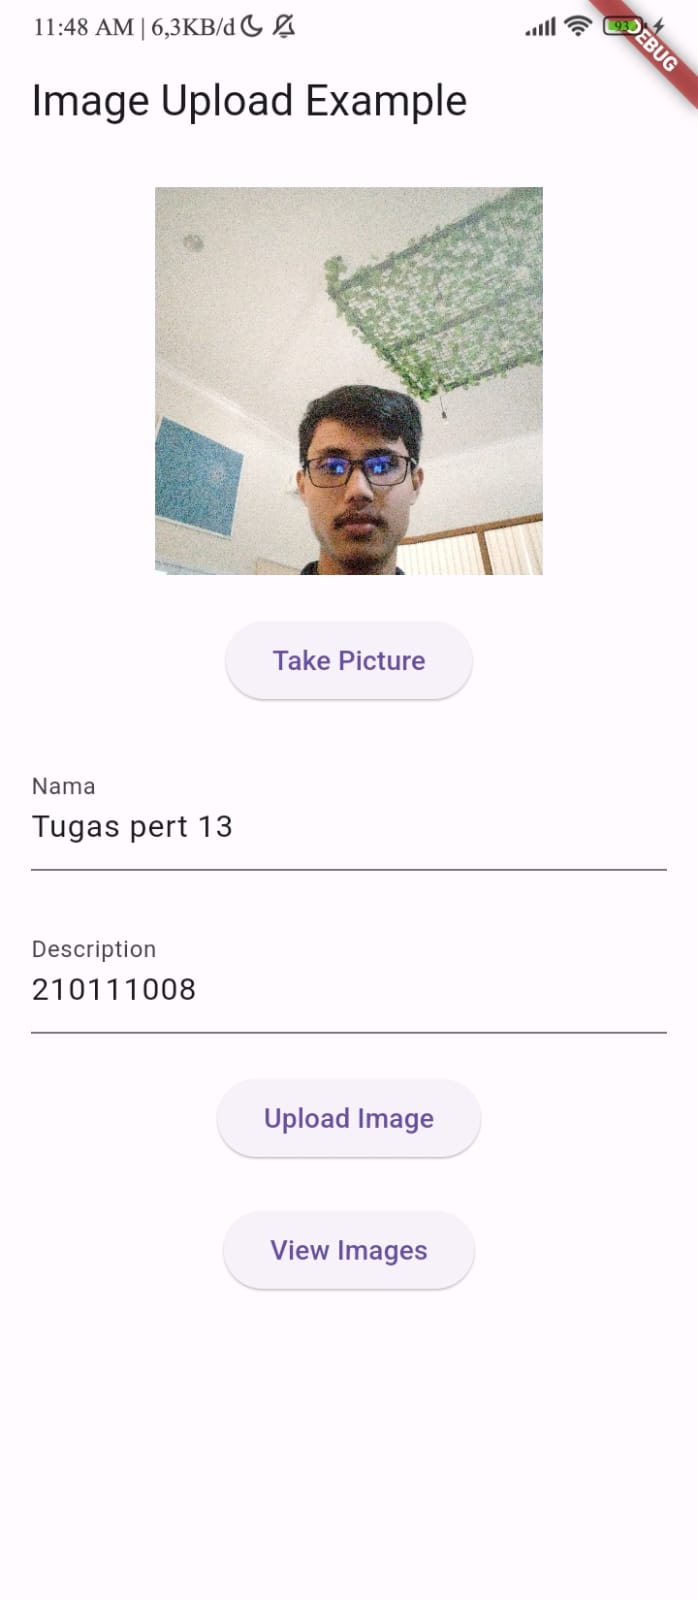 11:48 AM | 6,3KB/d
93
DEBUG
Image Upload Example
Take Picture
Nama
Tugas pert 13
Description
210111008
Upload Image
View Images